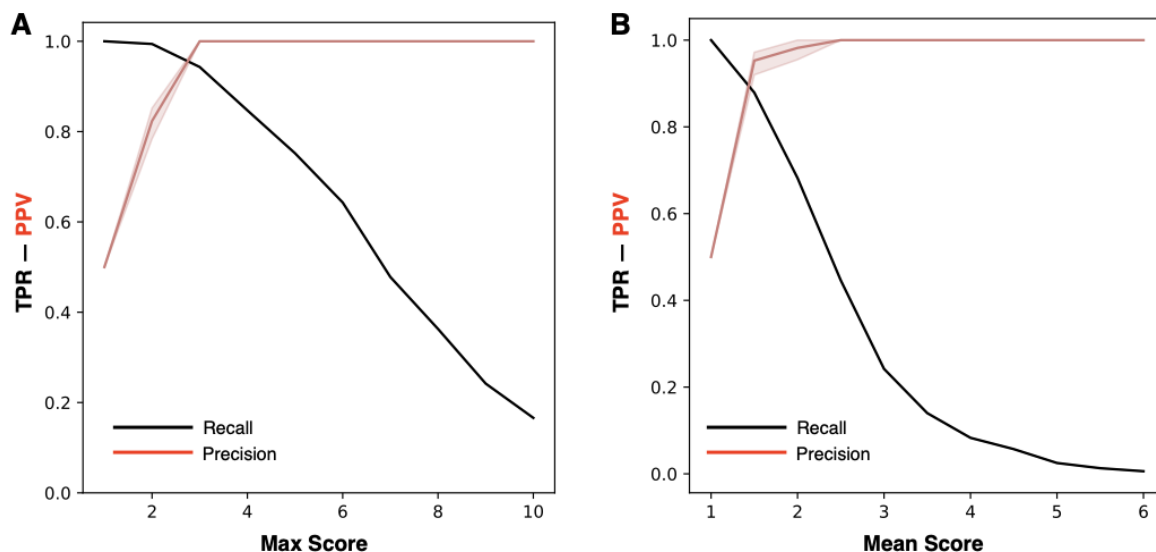 A
TPR — PPV
1.0
0.8
0.6
0.4
0.2
0.0
Recall
Precision
2
4
6
8
10
Max Score
B
TPR — PPV
1.0
0.8
0.6
0.4
0.2
0.0
Recall
Precision
1
2
3
4
5
6
Mean Score